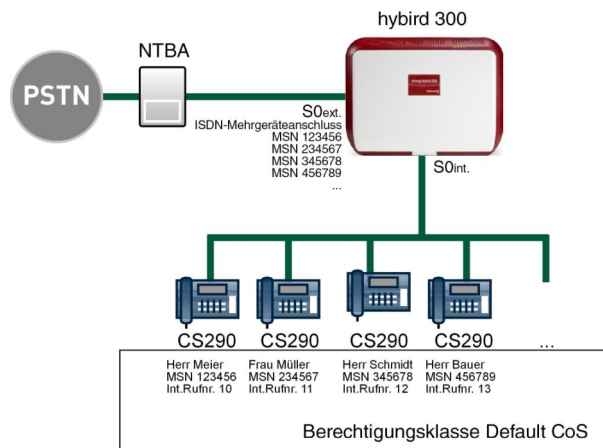 hybird 300
NTBA
PSTN
S0ext.
ISDN-Mehrgeräteanschluss
MSN 123456
MSN 234567
MSN 345678
MSN 456789
...
S0int.
CS290 CS290 CS290 CS290 ...
Herr Meier Frau Müller Herr Schmidt Herr Bauer
MSN 123456 MSN 234567 MSN 345678 MSN 456789
Int.Rufnr. 10 Int.Rufnr. 11 Int.Rufnr. 12 Int.Rufnr. 13
Berechtigungsklasse Default CoS